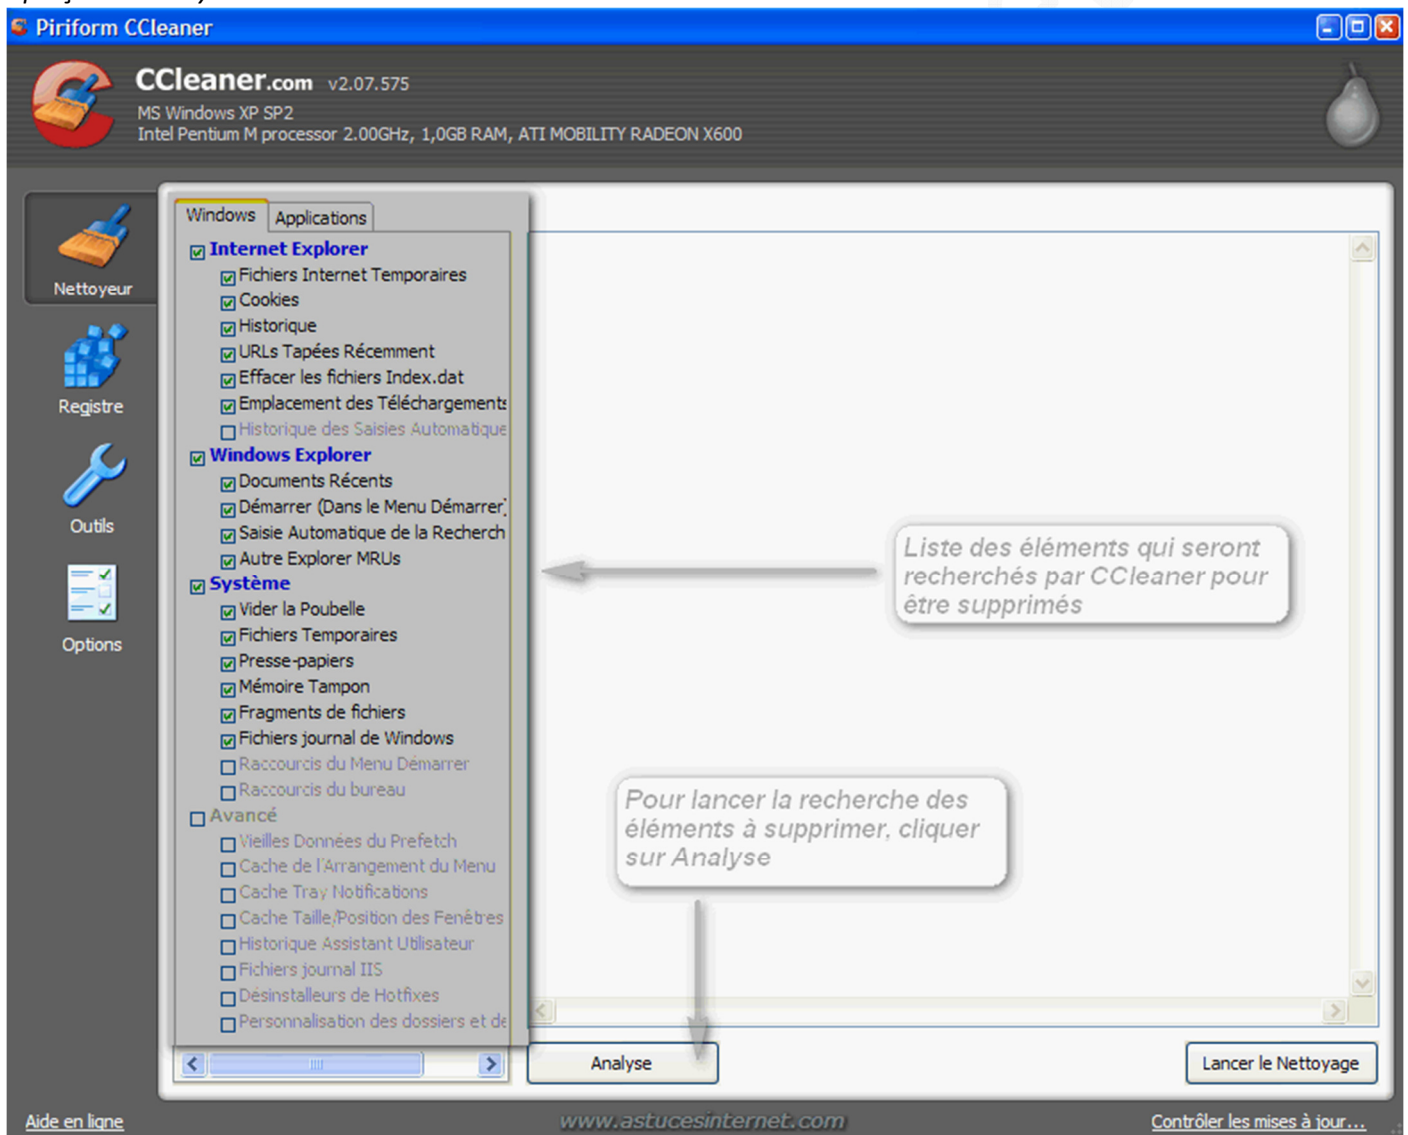 Piriform CCleaner
CCleaner.com v2.07.575
MS Windows XP SP2
Intel Pentium M processor 2.00GHz, 1,0GB RAM, ATI MOBILITY RADEON X600
Nettoyeur
Registre
Outils
Options
Windows
Applications
Internet Explorer
Fichiers Internet Temporaires
Cookies
Historique
URLs Tapées Récemment
Effacer les fichiers Index.dat
Emplacement des Téléchargements
Historique des Saisies Automatique
Windows Explorer
Documents Récents
Démarrer (Dans le Menu Démarrer)
Saisie Automatique de la Recherch
Autre Explorer MRUs
Système
Vider la Poubelle
Fichiers Temporaires
Presse-papiers
Mémoire Tampon
Fragments de fichiers
Fichiers journal de Windows
Raccourcis du Menu Démarrer
Raccourcis du bureau
Avancé
Vieilles Données du Prefetch
Cache de l'Arrangement du Menu
Cache Tray Notifications
Cache Taille/Position des Fenêtres
Historique Assistant Utilisateur
Fichiers journal IIS
Désinstalleurs de Hotfixes
Personnalisation des dossiers et de
Liste des éléments qui seront
recherchés par CCleaner pour
être supprimés
Pour lancer la recherche des
éléments à supprimer, cliquer
sur Analyse
Analyse
Lancer le Nettoyage
Aide en ligne
www.astucesinternet.com
Contrôler les mises à jour...